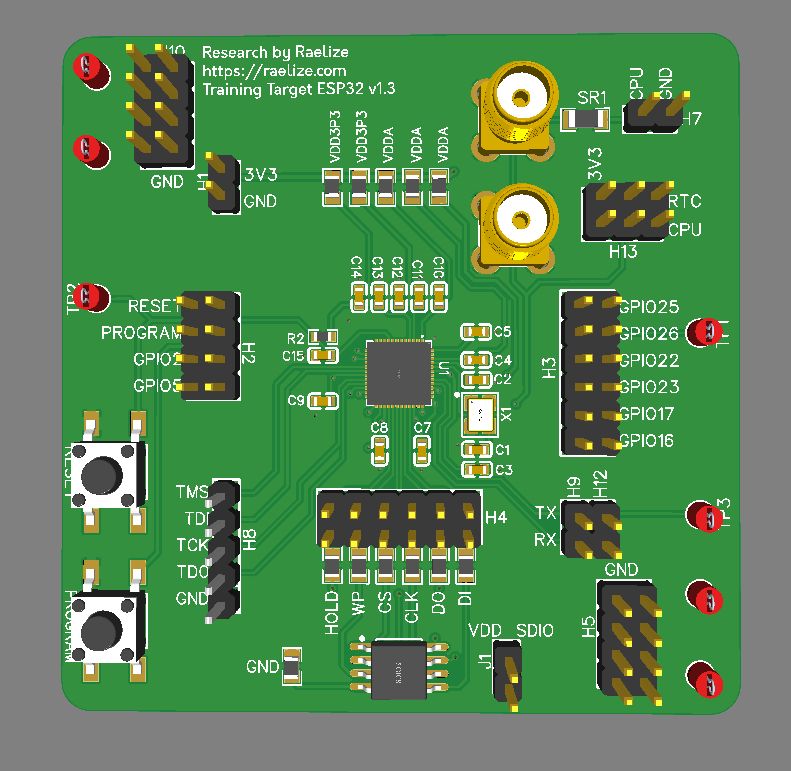 H10
Research by Raelize
https://raelize.com
Training Target ESP32 v1.3
GND
H1
3V3
GND
VDD3P3
VDD3P3
VDDA
VDDA
VDDA
SR1
CPU
GND
H7
3V3
RTC
CPU
H13
TP2
RESET
PROGRAM
GPIO2
GPIO5
H2
C14
C13
C12
C11
C10
R2
C15
C9
U1
C5
C4
C2
X1
C1
C3
C8
C7
H3
GPIO25
GPIO26
GPIO22
GPIO23
GPIO17
GPIO16
TP1
RESET
TMS
TDI
TCK
TDO
GND
H8
H4
HOLD
WP
CS
CLK
DO
DI
H9
H12
TX
RX
TP3
GND
H5
PROGRAM
GND
SOIC8
VDD SDIO
J1